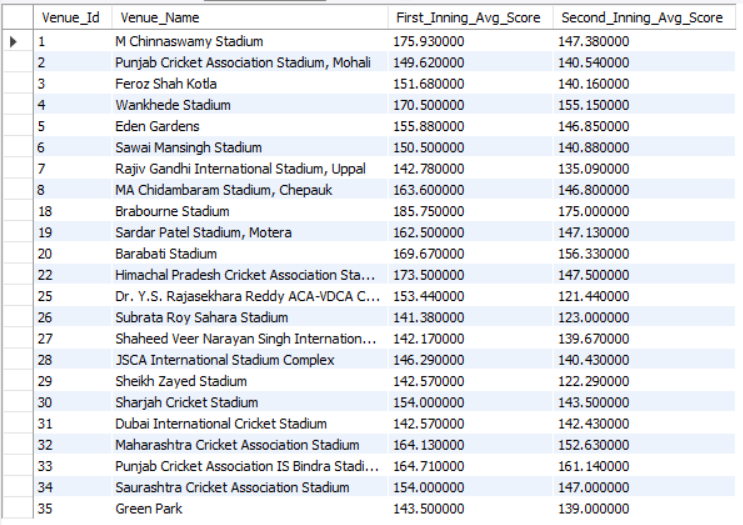 Venue_Id Venue_Name First_Inning_Avg_Score Second_Inning_Avg_Score
1 M Chinnaswamy Stadium 175.930000 147.380000
2 Punjab Cricket Association Stadium, Mohali 149.620000 140.540000
3 Feroz Shah Kotla 151.680000 140.160000
4 Wankhede Stadium 170.500000 155.150000
5 Eden Gardens 155.880000 146.850000
6 Sawai Mansingh Stadium 150.500000 140.880000
7 Rajiv Gandhi International Stadium, Uppal 142.780000 135.090000
8 MA Chidambaram Stadium, Chepauk 163.600000 146.800000
18 Brabourne Stadium 185.750000 175.000000
19 Sardar Patel Stadium, Motera 162.500000 147.130000
20 Barabati Stadium 169.670000 156.330000
22 Himachal Pradesh Cricket Association Sta... 173.500000 147.500000
25 Dr. Y.S. Rajasekhara Reddy ACA-VDCA C... 153.440000 121.440000
26 Subrata Roy Sahara Stadium 141.380000 123.000000
27 Shaheed Veer Narayan Singh Internation... 142.170000 139.670000
28 JSCA International Stadium Complex 146.290000 140.430000
29 Sheikh Zayed Stadium 142.570000 122.290000
30 Sharjah Cricket Stadium 154.000000 143.500000
31 Dubai International Cricket Stadium 142.570000 142.430000
32 Maharashtra Cricket Association Stadium 164.130000 152.630000
33 Punjab Cricket Association IS Bindra Stadi... 164.710000 161.140000
34 Saurashtra Cricket Association Stadium 154.000000 147.000000
35 Green Park 143.500000 139.000000